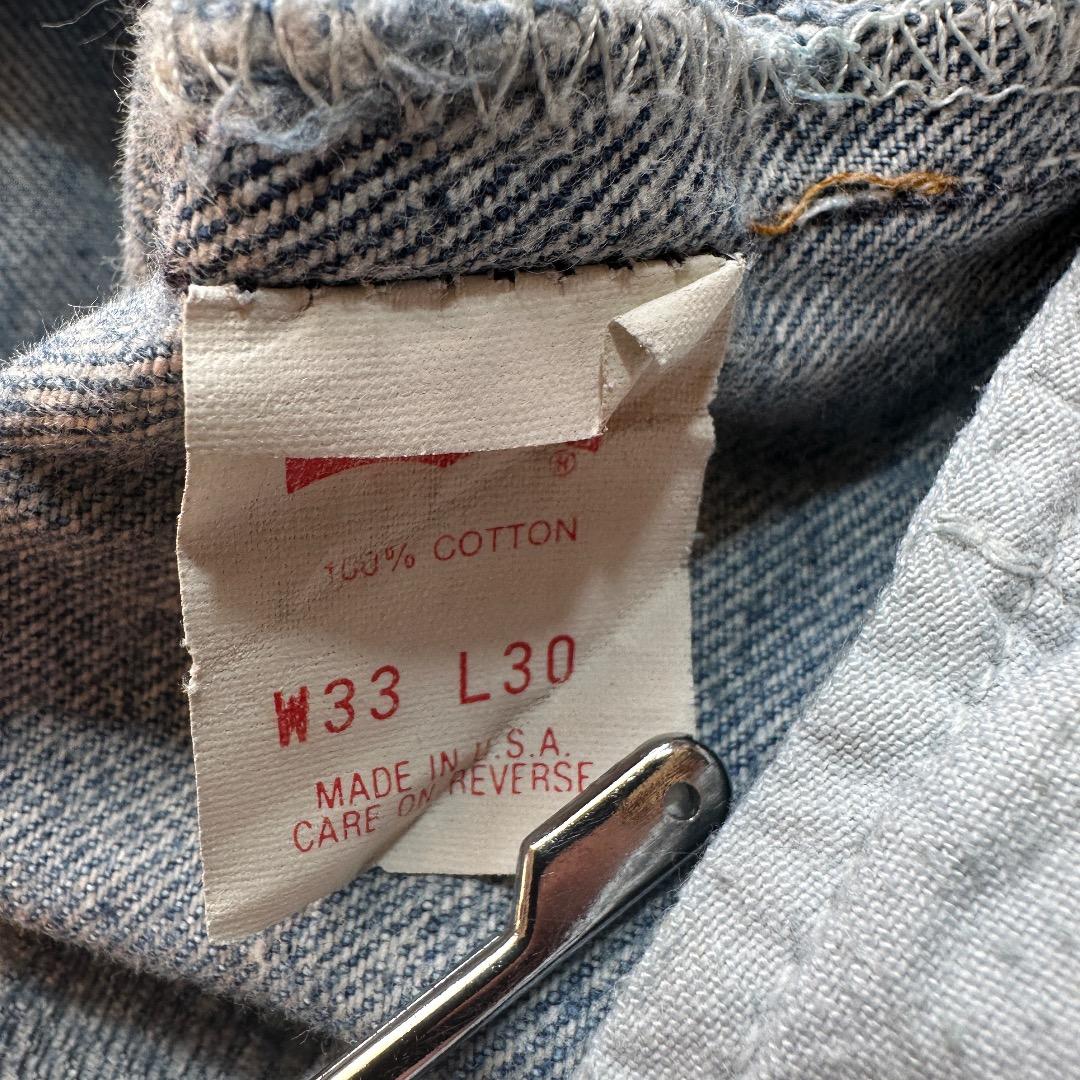 ®
100% COTTON
W33 L30
MADE IN U.S.A.
CARE ON REVERSE